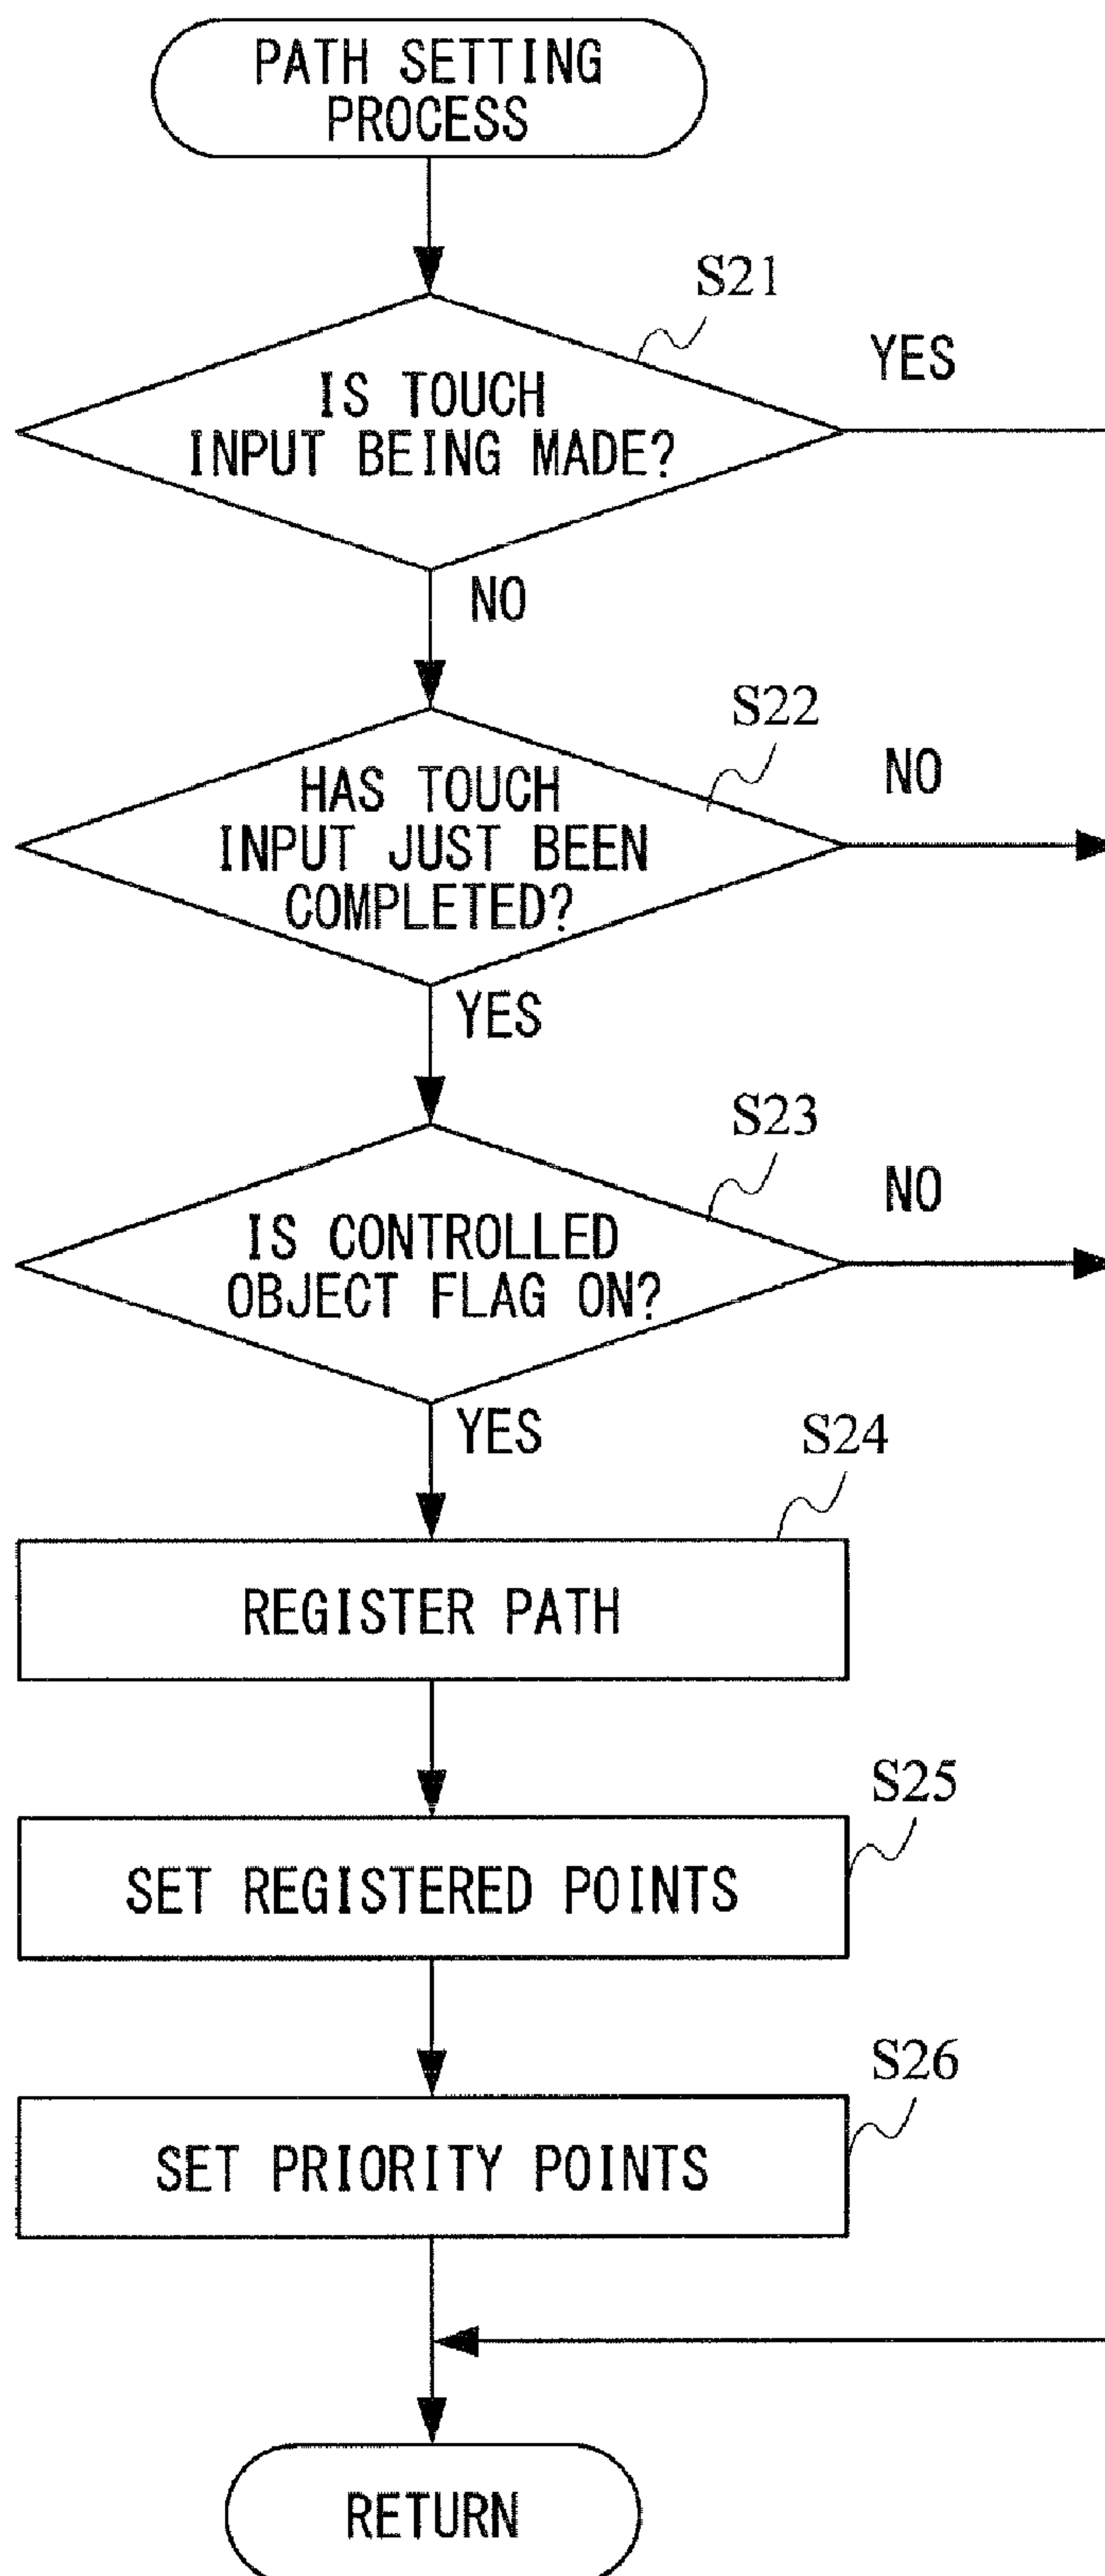 PATH SETTING
PROCESS
S21
YES
IS TOUCH
INPUT BEING MADE?
NO
S22
NO
HAS TOUCH
INPUT JUST BEEN
COMPLETED?
YES
S23
NO
IS CONTROLLED
OBJECT FLAG ON?
YES
S24
REGISTER PATH
S25
SET REGISTERED POINTS
S26
SET PRIORITY POINTS
RETURN